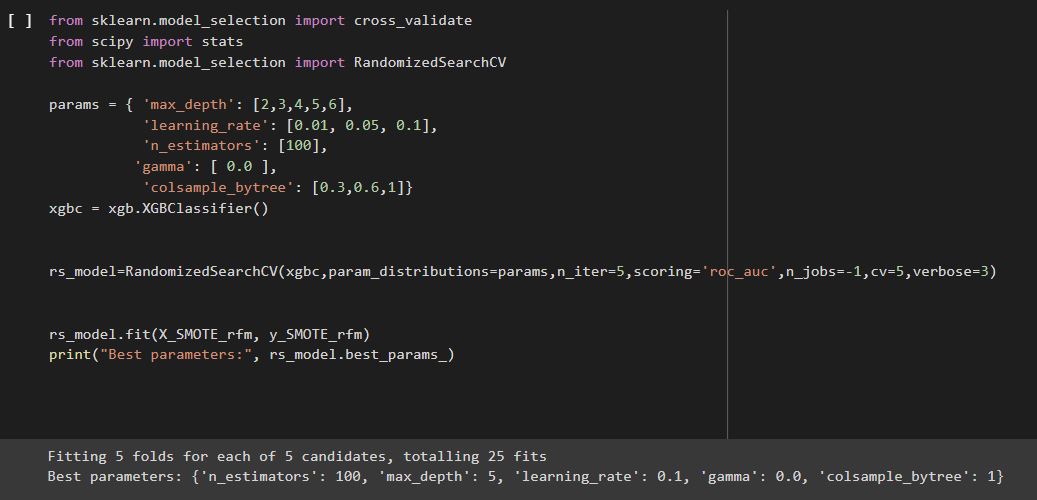 [ ] from sklearn.model_selection import cross_validate
from scipy import stats
from sklearn.model_selection import RandomizedSearchCV
params = { 'max_depth': [2,3,4,5,6],
'learning_rate': [0.01, 0.05, 0.1],
'n_estimators': [100],
'gamma': [ 0.0 ],
'colsample_bytree': [0.3,0.6,1]}
xgbc = xgb.XGBClassifier()
rs_model=RandomizedSearchCV(xgbc,param_distributions=params,n_iter=5,scoring='roc_auc',n_jobs=-1,cv=5,verbose=3)
rs_model.fit(X_SMOTE_rfm, y_SMOTE_rfm)
print("Best parameters:", rs_model.best_params_)
Fitting 5 folds for each of 5 candidates, totalling 25 fits
Best parameters: {'n_estimators': 100, 'max_depth': 5, 'learning_rate': 0.1, 'gamma': 0.0, 'colsample_bytree': 1}